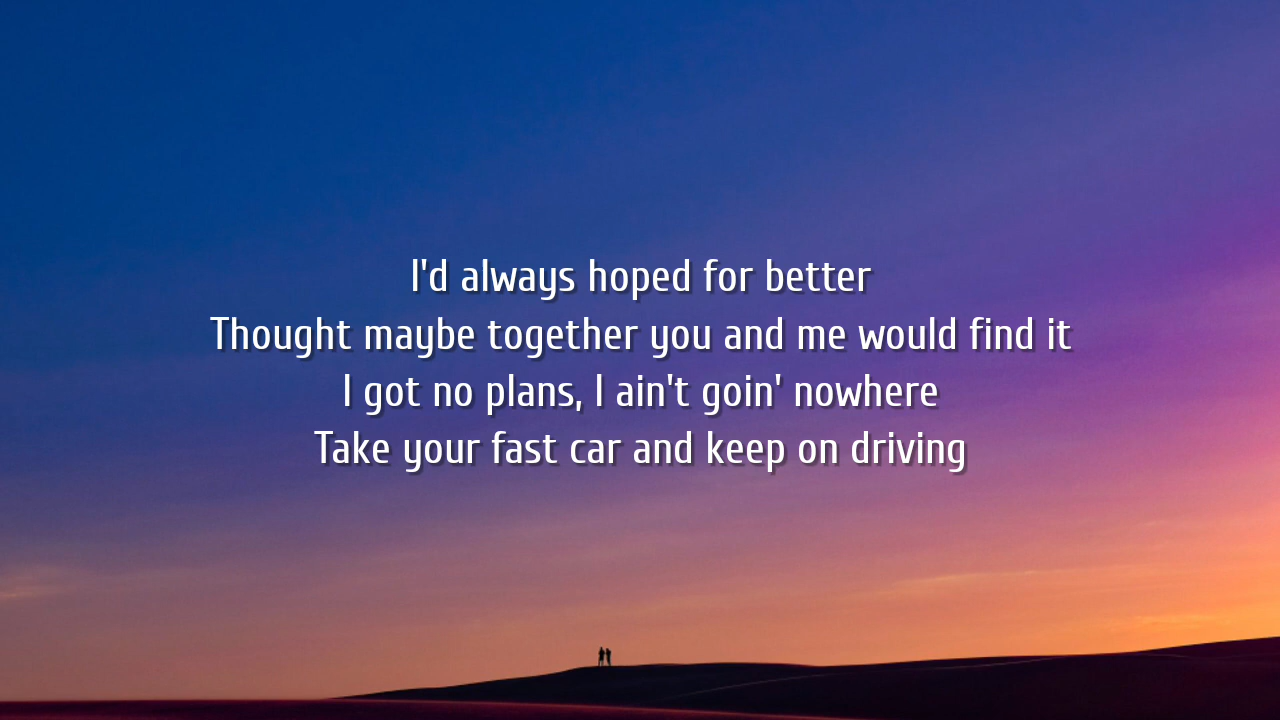 I'd always hoped for better
Thought maybe together you and me would find it
I got no plans, I ain't goin' nowhere
Take your fast car and keep on driving